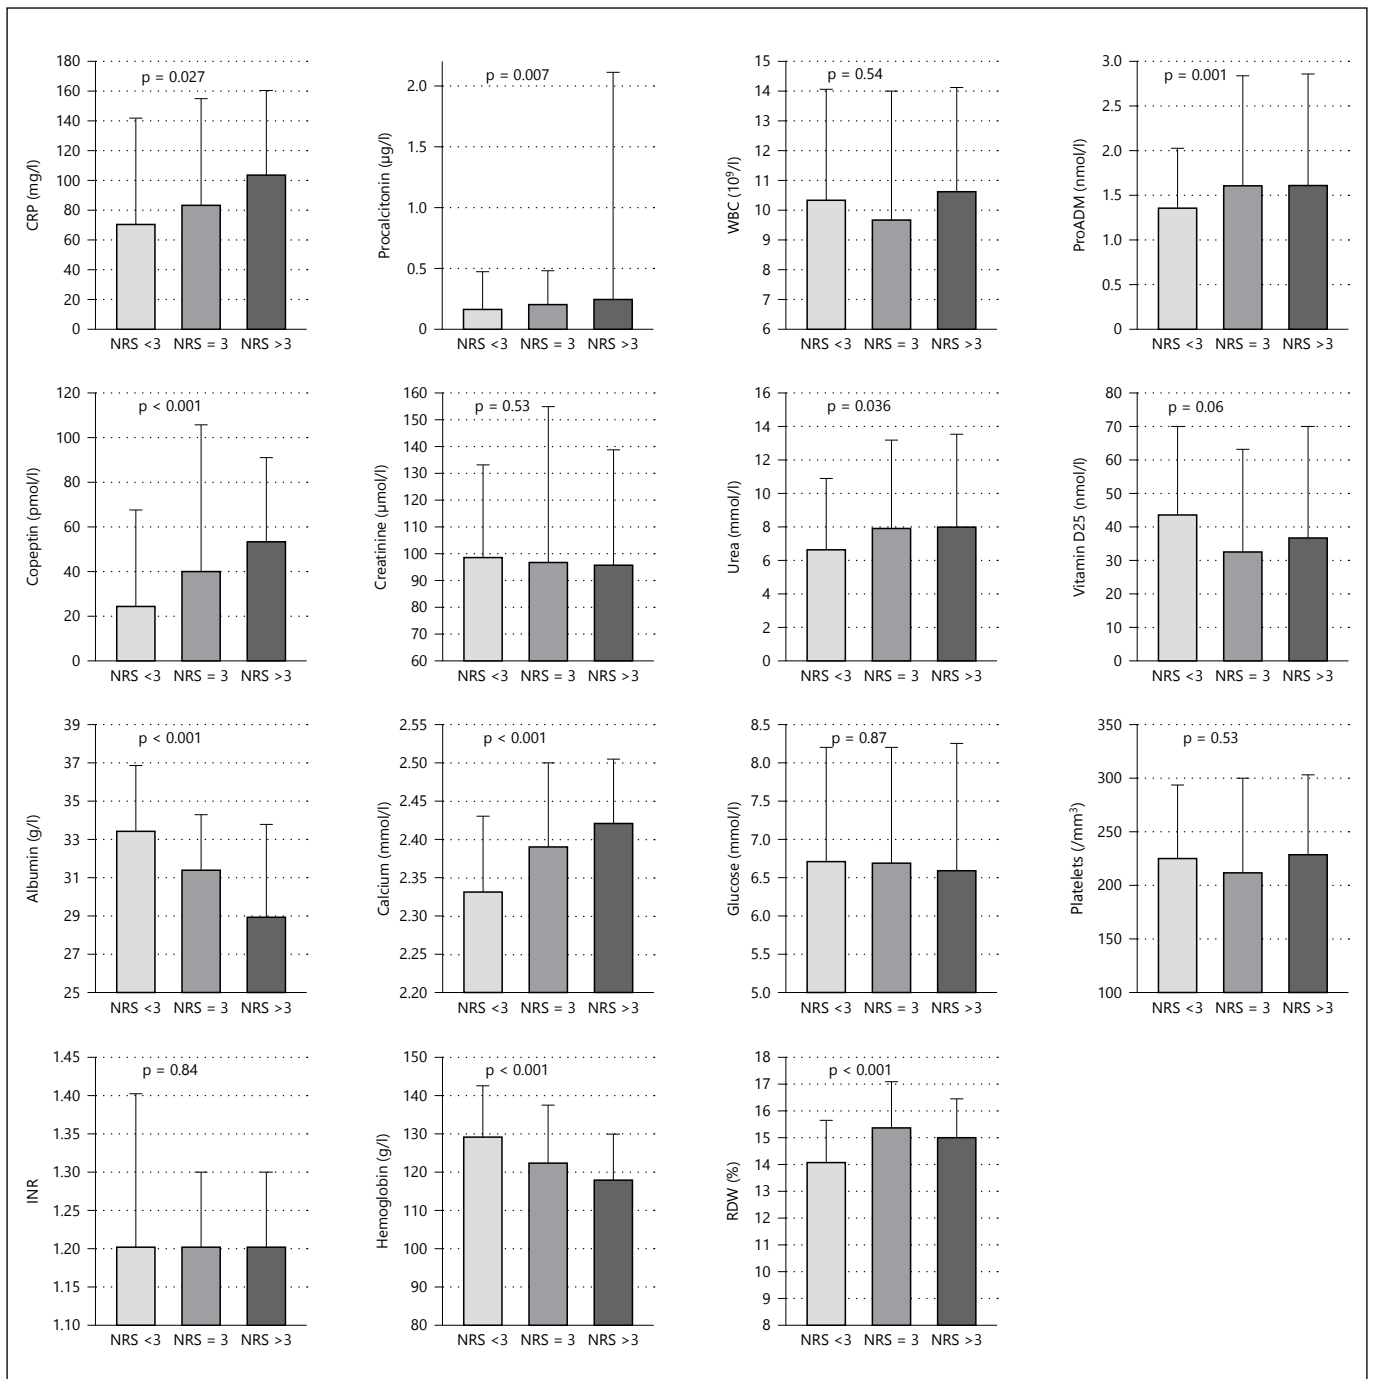 CRP (mg/l)
180
160
140
120
100
80
60
40
20
0
p = 0.027
NRS <3 NRS = 3 NRS >3
Procalcitonin (μg/l)
2.0
1.5
1.0
0.5
0
p = 0.007
NRS <3 NRS = 3 NRS >3
WBC (10⁹/l)
15
14
13
12
11
10
9
8
7
6
p = 0.54
NRS <3 NRS = 3 NRS >3
ProADM (nmol/l)
3.0
2.5
2.0
1.5
1.0
0.5
0
p = 0.001
NRS <3 NRS = 3 NRS >3
Copeptin (pmol/l)
120
100
80
60
40
20
0
p < 0.001
NRS <3 NRS = 3 NRS >3
Creatinine (μmol/l)
160
150
140
130
120
110
100
90
80
70
60
p = 0.53
NRS <3 NRS = 3 NRS >3
Urea (mmol/l)
16
14
12
10
8
6
4
2
0
p = 0.036
NRS <3 NRS = 3 NRS >3
Vitamin D25 (nmol/l)
80
70
60
50
40
30
20
10
0
p = 0.06
NRS <3 NRS = 3 NRS >3
Albumin (g/l)
39
37
35
33
31
29
27
25
p < 0.001
NRS <3 NRS = 3 NRS >3
Calcium (mmol/l)
2.55
2.50
2.45
2.40
2.35
2.30
2.25
2.20
p < 0.001
NRS <3 NRS = 3 NRS >3
Glucose (mmol/l)
8.5
8.0
7.5
7.0
6.5
6.0
5.5
5.0
p = 0.87
NRS <3 NRS = 3 NRS >3
Platelets (/mm³)
350
300
250
200
150
100
p = 0.53
NRS <3 NRS = 3 NRS >3
INR
1.45
1.40
1.35
1.30
1.25
1.20
1.15
1.10
p = 0.84
NRS <3 NRS = 3 NRS >3
Hemoglobin (g/l)
150
140
130
120
110
100
90
80
p < 0.001
NRS <3 NRS = 3 NRS >3
RDW (%)
18
17
16
15
14
13
12
11
10
9
8
p < 0.001
NRS <3 NRS = 3 NRS >3